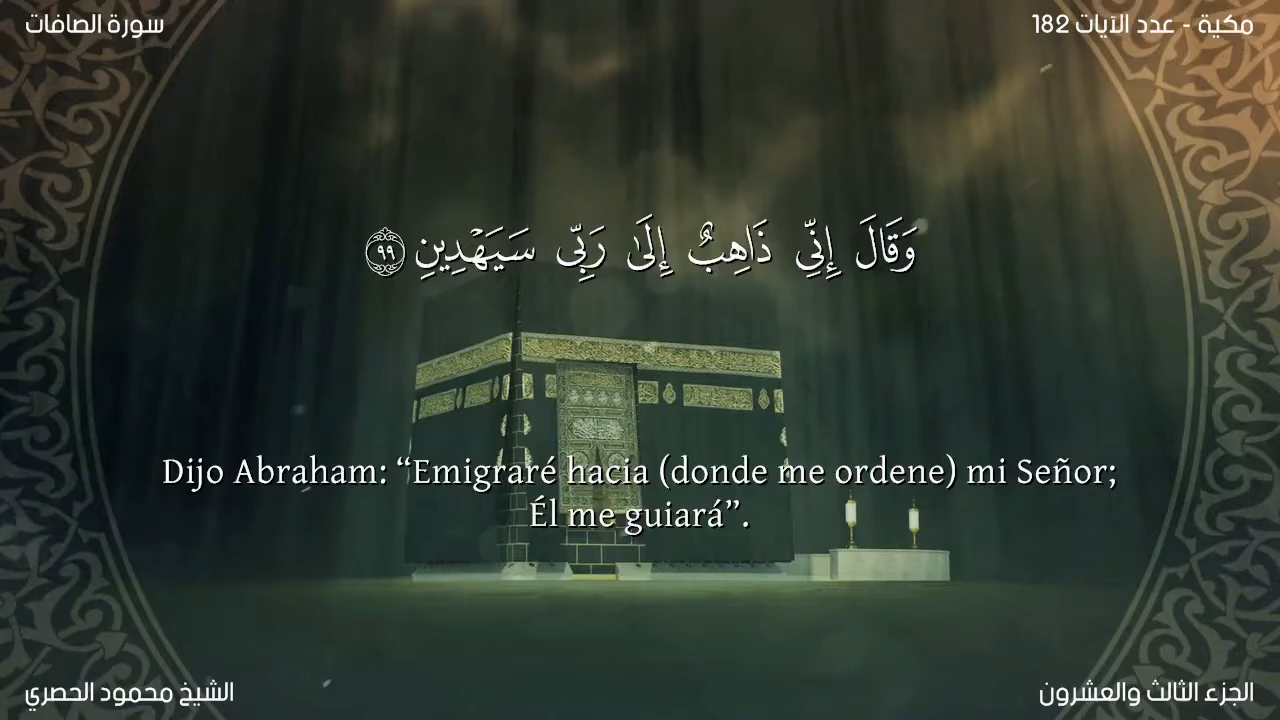 سورة الصافات
مكية - عدد الآيات 182
وَقَالَ إِنِّي ذَاهِبٌ إِلَىٰ رَبِّي سَيَهْدِينِ ٩٩
Dijo Abraham: “Emigraré hacia (donde me ordene) mi Señor;
Él me guiará”.
الشيخ محمود الحصري
الجزء الثالث والعشرون